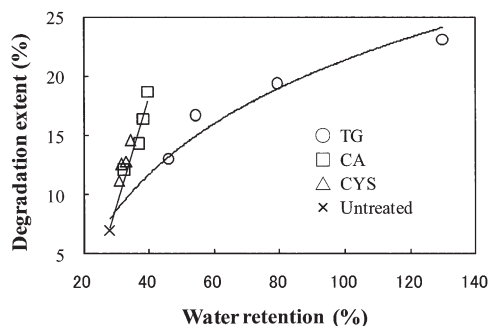 25
20
15
10
5
Degradation extent (%)
TG
CA
CYS
Untreated
20 40 60 80 100 120 140
Water retention (%)